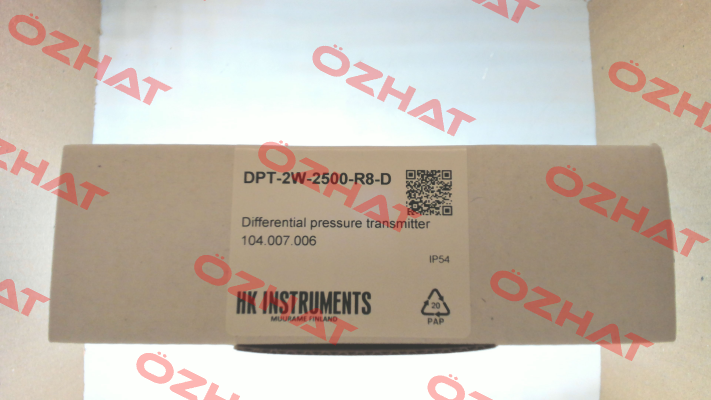 DPT-2W-2500-R8-D
Differential pressure transmitter
104.007.006
IP54
HK INSTRUMENTS
MUURAME FINLAND
20
PAP
ÖZHAT
ÖZHAT
ÖZHAT
ÖZHAT
ÖZHAT
ÖZHAT
ÖZHAT
ÖZHAT
ÖZHAT
ÖZHAT
ÖZHAT